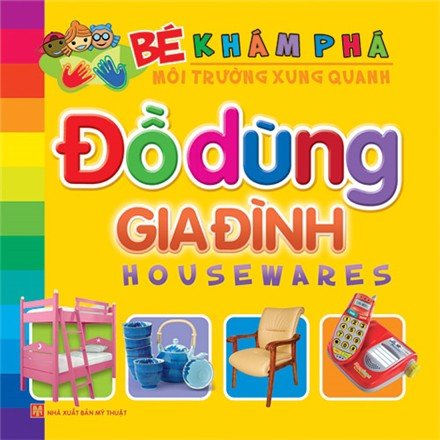 BÉ KHÁM PHÁ
MÔI TRƯỜNG XUNG QUANH
Đồ dùng
GIA ĐÌNH
HOUSEWARES
NHÀ XUẤT BẢN MỸ THUẬT